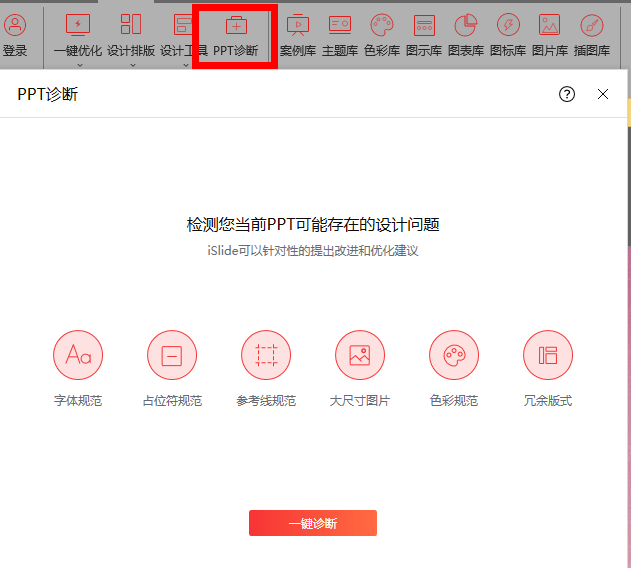 登录 一键优化 设计排版 设计工具 PPT诊断 案例库 主题库 色彩库 图示库 图表库 图标库 图片库 插图库
PPT诊断
检测您当前PPT可能存在的设计问题
iSlide可以针对性的提出改进和优化建议
Aa
字体规范 占位符规范 参考线规范 大尺寸图片 色彩规范 冗余版式
一键诊断